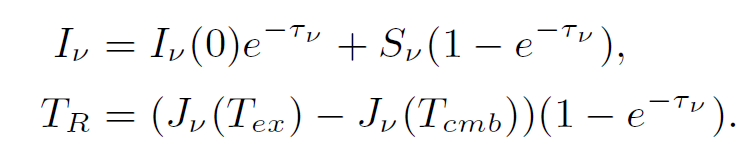 I_ν = I_ν(0)e^{−τ_ν} + S_ν(1 − e^{−τ_ν}),
T_R = (J_ν(T_{ex}) − J_ν(T_{cmb}))(1 − e^{−τ_ν}).